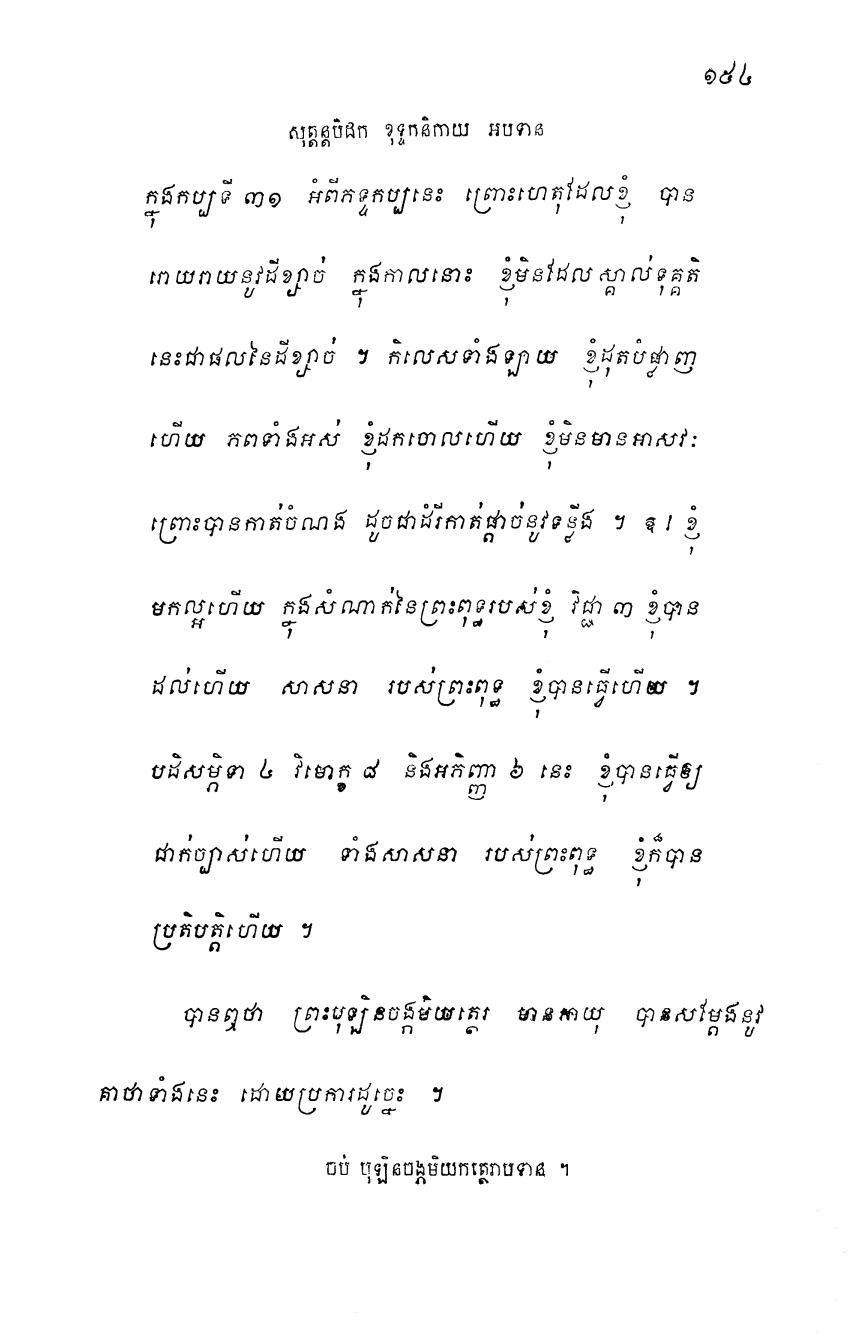 ១៥៤
សុត្តន្តបិដក ខុទ្ទកនិកាយ អបទាន
ក្នុងកប្បទី ៣១ អំពីភទ្ទកប្បនេះ ព្រោះហេតុដែលខ្ញុំ បាន
រោយរាយនូវដីខ្សាច់ ក្នុងកាលនោះ ខ្ញុំមិនដែលស្គាល់ទុគ្គតិ
នេះជាផលនៃដីខ្សាច់ ។ កិលេសទាំងឡាយ ខ្ញុំដុតបំផ្លាញ
ហើយ ភពទាំងអស់ ខ្ញុំដកចោលហើយ ខ្ញុំមិនមានអាសវៈ
ព្រោះបានកាត់ចំណង ដូចជាដំរីកាត់ផ្តាច់នូវទន្លីង ។ ឱ ! ខ្ញុំ
មកល្អហើយ ក្នុងសំណាក់នៃព្រះពុទ្ធរបស់ខ្ញុំ វិជ្ជា ៣ ខ្ញុំបាន
ដល់ហើយ សាសនា របស់ព្រះពុទ្ធ ខ្ញុំបានធ្វើហើយ ។
បដិសម្ភិទា ៤ វិមោក្ខ ៨ និងអភិញ្ញា ៦ នេះ ខ្ញុំបានធ្វើឲ្យ
ជាក់ច្បាស់ហើយ ទាំងសាសនា របស់ព្រះពុទ្ធ ខ្ញុំក៏បាន
ប្រតិបត្តិហើយ ។
បានឮថា ព្រះបុឡិនចង្កមិយត្ថេរ មានអាយុ បានសម្តែងនូវ
គាថាទាំងនេះ ដោយប្រការដូច្នេះ ។
ចប់ បុឡិនចង្កមិយកត្ថេរាបទាន ។